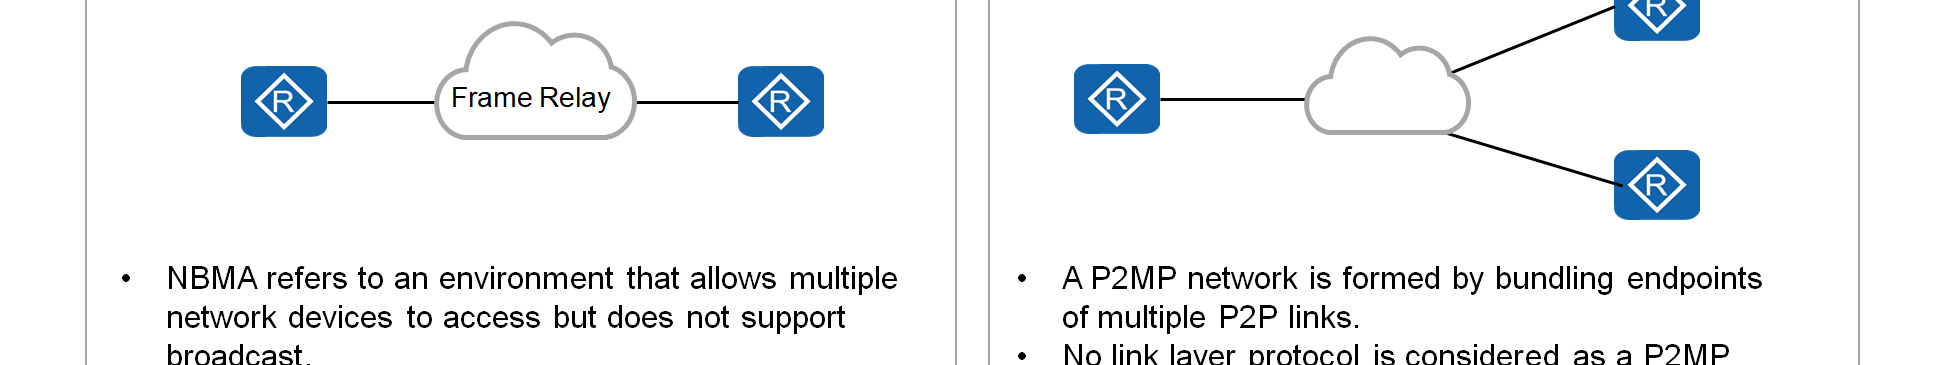 R
Frame Relay
R
R
R
R
• NBMA refers to an environment that allows multiple
network devices to access but does not support
broadcast.
• A P2MP network is formed by bundling endpoints
of multiple P2P links.
• No link layer protocol is considered as a P2MP